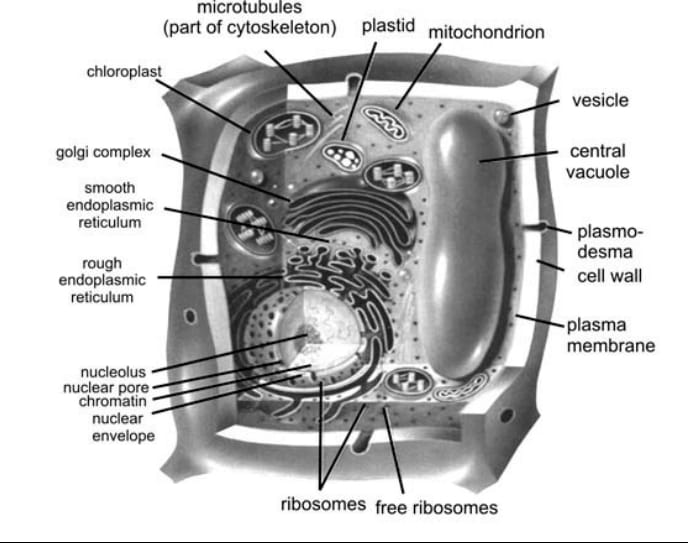 microtubules
(part of cytoskeleton)
plastid
mitochondrion
chloroplast
vesicle
golgi complex
central
vacuole
smooth
endoplasmic
reticulum
plasmo-
desma
cell wall
rough
endoplasmic
reticulum
plasma
membrane
nucleolus
nuclear pore
chromatin
nuclear
envelope
ribosomes
free ribosomes